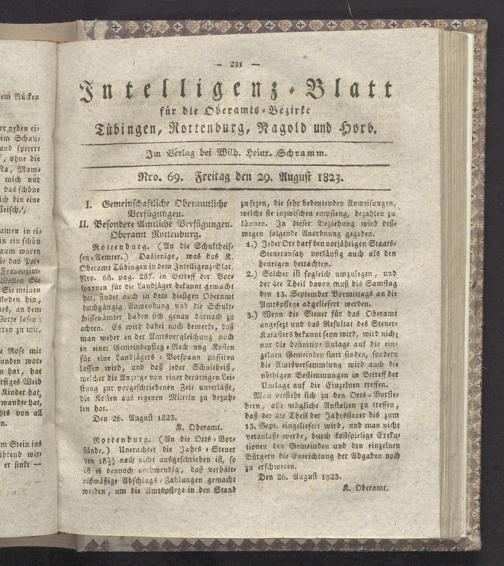 — 291 —
Intelligenz-Blatt
für die Oberamts-Bezirke
Tübingen, Rottenburg, Nagold und Horb.
Im Verlag bei Wilh. Heinr. Schramm.
Nro. 69. Freitag den 29. August 1823.
I. Gemeinschaftliche Oberamtliche
Verfügungen.
II. Besondere Amtliche Verfügungen.
Oberamt Rottenburg.
Rottenburg. (An die Schultheis-
sen-Aemter.) Dasjenige, was das K.
Oberamt Tübingen in dem Intelligenz-Blatt
Nro. 68. pag. 287. in Betreff der Vor-
spannen für die Landjäger bekannt gemacht
hat, findet auch in dem hiesigen Oberamt
durchgängig Anwendung und die Schult-
heissenämter haben sich genau darnach zu
achten. Es wird dabei noch bemerkt, daß
man weder in der Amtsvergleichung noch
in einer Gemeindepflege-Rechnung Kosten
für eine Landjägers-Vorspann passiren
lassen wird, und daß jeder Schultheiß,
welcher die Anzeige von einer derartigen Lei-
stung zur vorgeschriebenen Zeit unterläßt,
die Kosten aus eigenen Mitteln zu bezah-
len hat.
Den 26. August 1823.
K. Oberamt.
Rottenburg. (An die Orts-Vor-
stände.) Unerachtet die Jahrs-Steuer
von noch nicht ausgeschrieben ist, so
ist es dennoch nothwendig, daß verhält-
nißmäßige Abschlags-Zahlungen gemacht
werden, um die Amtspflege in den Stand
zu setzen, die sehr bedeutenden Anweisungen,
welche sie inzwischen empfieng, bezahlen zu
können. In dieser Beziehung wird deß-
wegen folgende Anordnung gegeben.
1.) Jeder Ort darf den vorjährigen Staats-
Steueransatz vorläufig auch als den
heurigen betrachten.
2.) Solcher ist sogleich umzulegen, und
der 4te Theil davon muß bis Samstag
den 13. September Vormittags an die
Amtspflege abgeliefert werden.
3.) Wenn die Steuer für das Oberamt
angesezt und das Resultat des Steuer-
Katasters bekannt seyn wird, wird nicht
nur die definitive Anlage auf die ein-
zelnen Gemeinden statt finden, sondern
die Amtsversammlung wird auch die
nöthigen Bestimmungen in Betreff der
Umlage auf die Einzelnen treffen.
Man versieht sich zu den Orts-Vorste-
hern, alle mögliche Anstalten zu treffen,
daß der 4te Theil der Jahressteuer bis zum
13. Sept. eingeliefert wird, und man nicht
veranlaßt werde, durch kostspielige Exeku-
tionen den Gemeinden und den einzelnen
Bürgern die Entrichtung der Abgaben noch
zu erschweren.
Den 26. August 1823.
K. Oberamt.